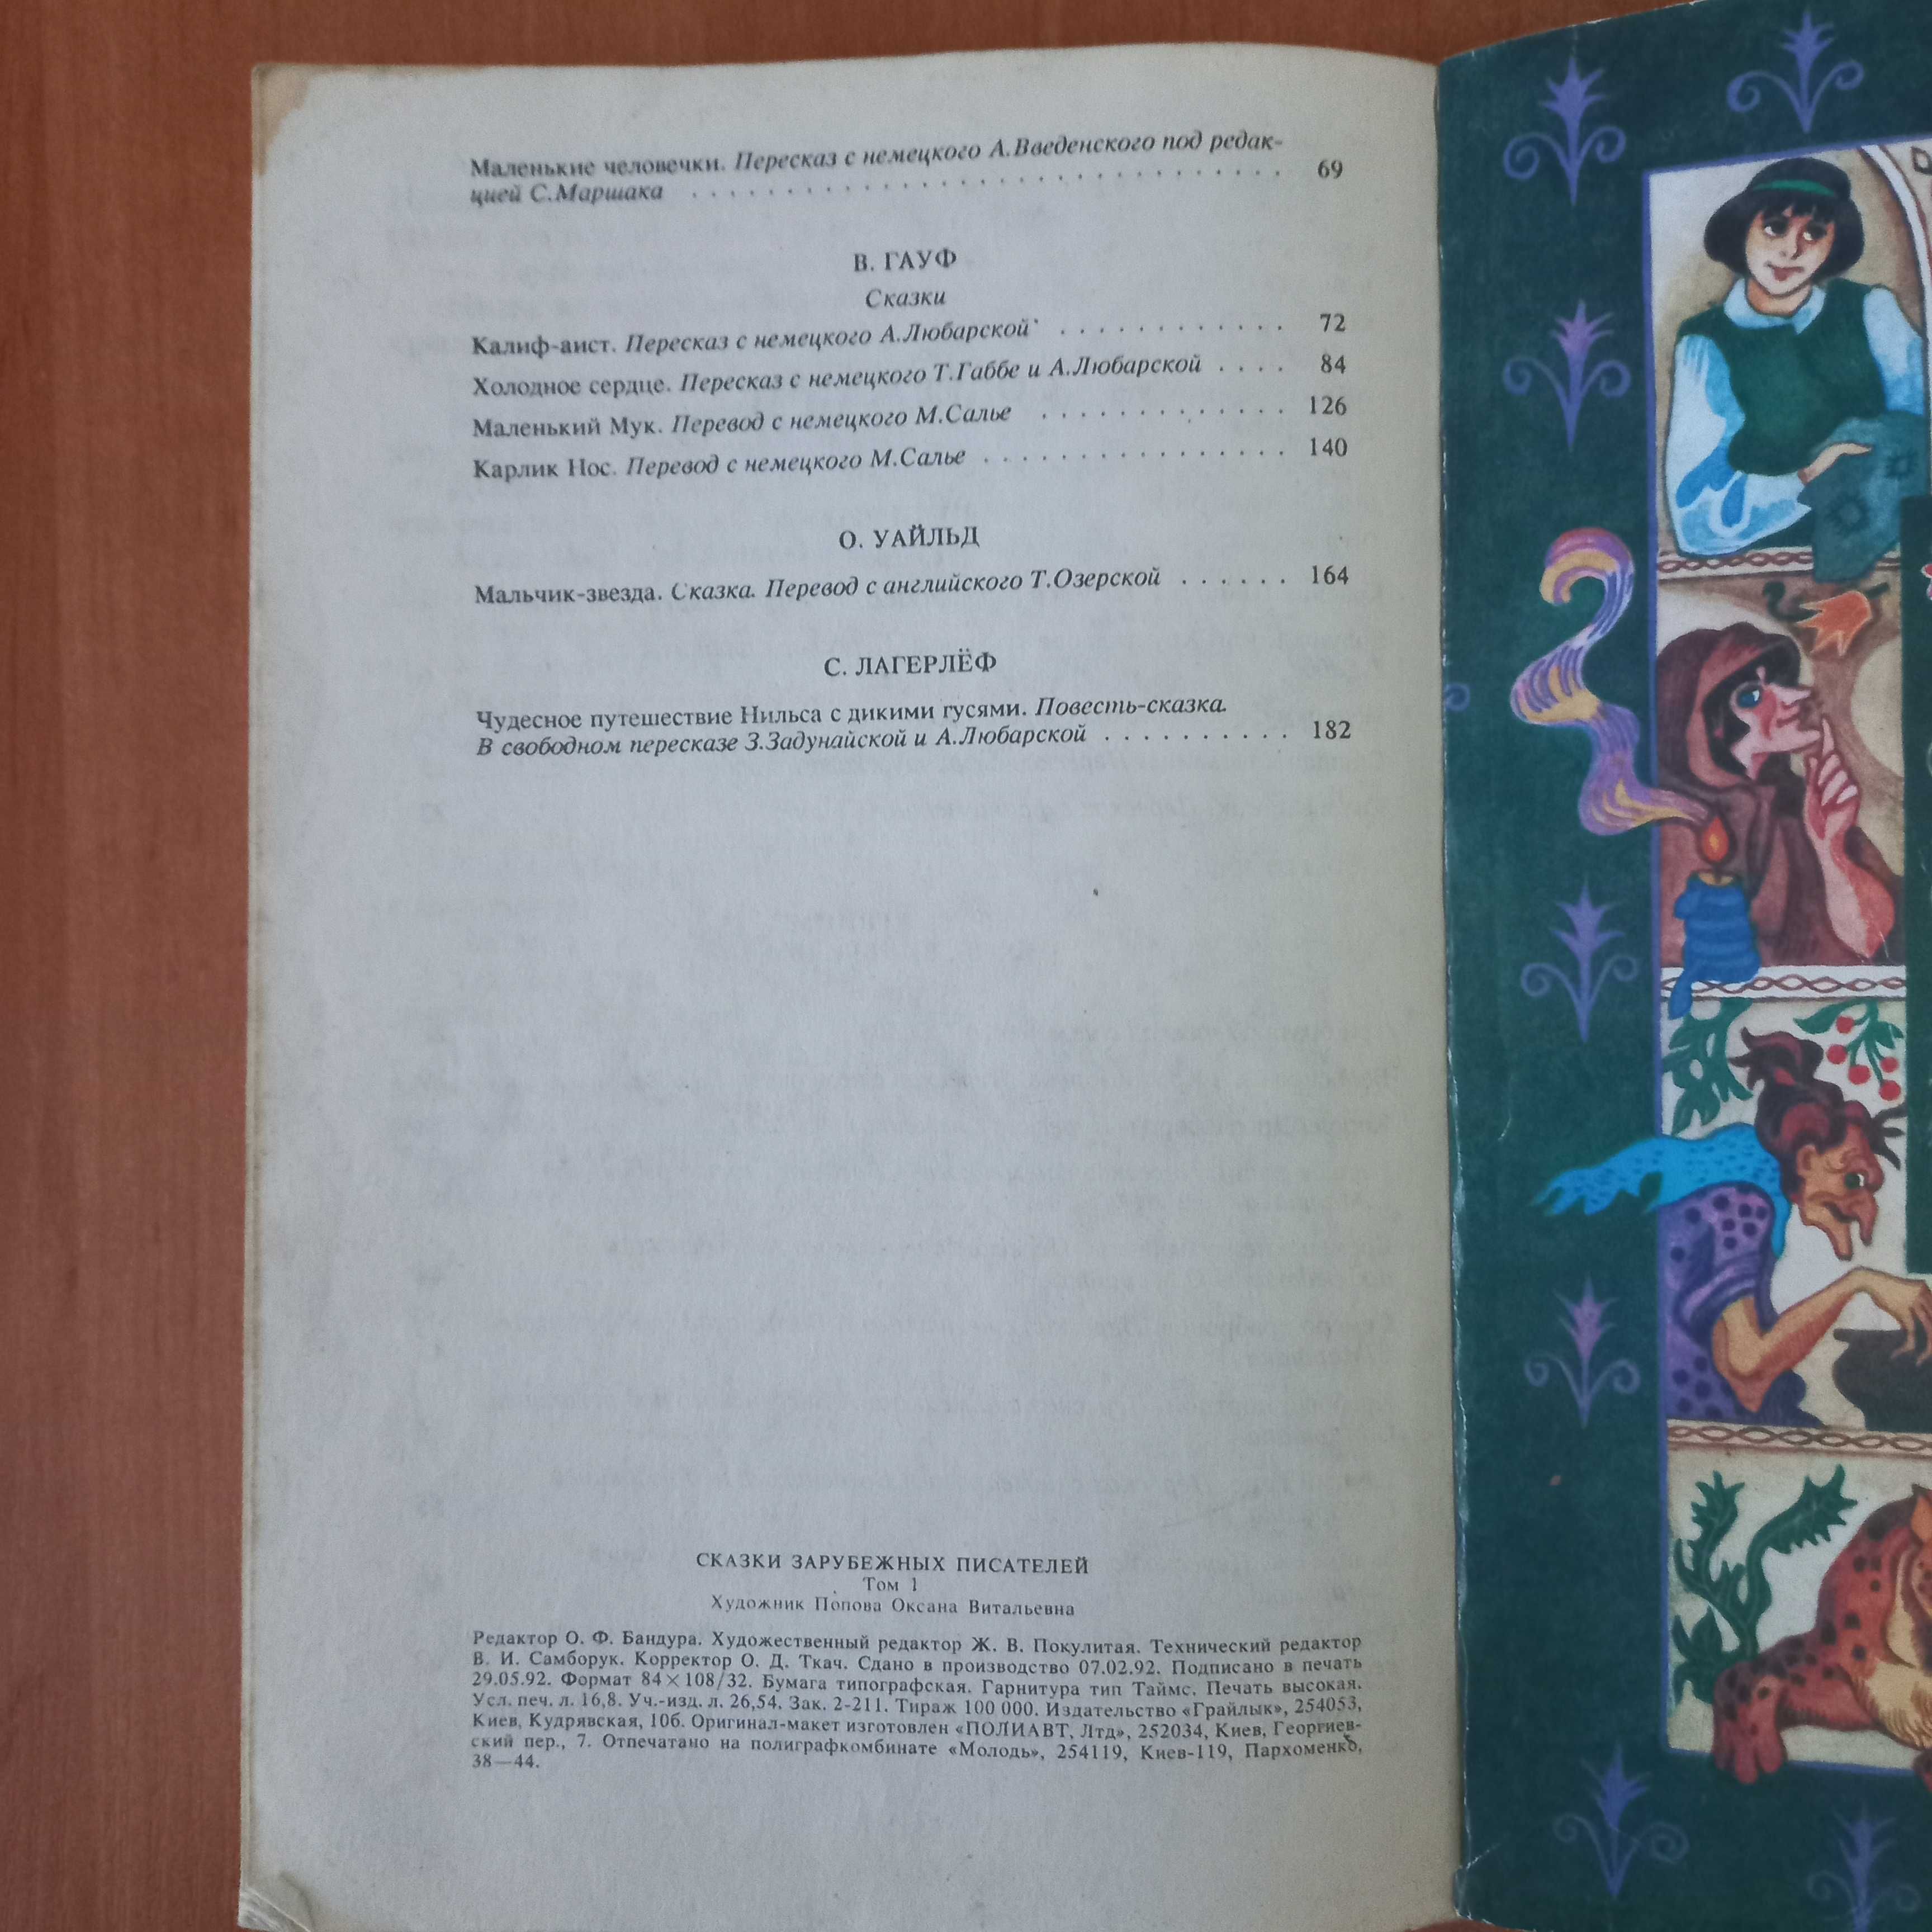 Маленькие человечки. Пересказ с немецкого А.Введенского под редак-
цией С.Маршака . . . . . . . . . . . . . . . . . . . . . . . . . . . . . . 69
В. ГАУФ
Сказки
Калиф-аист. Пересказ с немецкого А.Любарской . . . . . . . . . . . . 72
Холодное сердце. Пересказ с немецкого Т.Габбе и А.Любарской . . . . 84
Маленький Мук. Перевод с немецкого М.Салье . . . . . . . . . . . . . 126
Карлик Нос. Перевод с немецкого М.Салье . . . . . . . . . . . . . . . . 140
О. УАЙЛЬД
Мальчик-звезда. Сказка. Перевод с английского Т.Озерской . . . . . . 164
С. ЛАГЕРЛЁФ
Чудесное путешествие Нильса с дикими гусями. Повесть-сказка.
В свободном пересказе З.Задунайской и А.Любарской . . . . . . . . . . 182
СКАЗКИ ЗАРУБЕЖНЫХ ПИСАТЕЛЕЙ
Том 1
Художник Попова Оксана Витальевна
Редактор О. Ф. Бандура. Художественный редактор Ж. В. Покулитая. Технический редактор
В. И. Самборук. Корректор О. Д. Ткач. Сдано в производство 07.02.92. Подписано в печать
29.05.92. Формат 84×108/32. Бумага типографская. Гарнитура тип Таймс. Печать высокая.
Усл. печ. л. 16,8. Уч.-изд. л. 26,54. Зак. 2-211. Тираж 100 000. Издательство «Грайлык», 254053,
Киев, Кудрявская, 10б. Оригинал-макет изготовлен «ПОЛИАВТ, Лтд», 252034, Киев, Георгиев-
ский пер., 7. Отпечатано на полиграфкомбинате «Молодь», 254119, Киев-119, Пархоменко,
38—44.